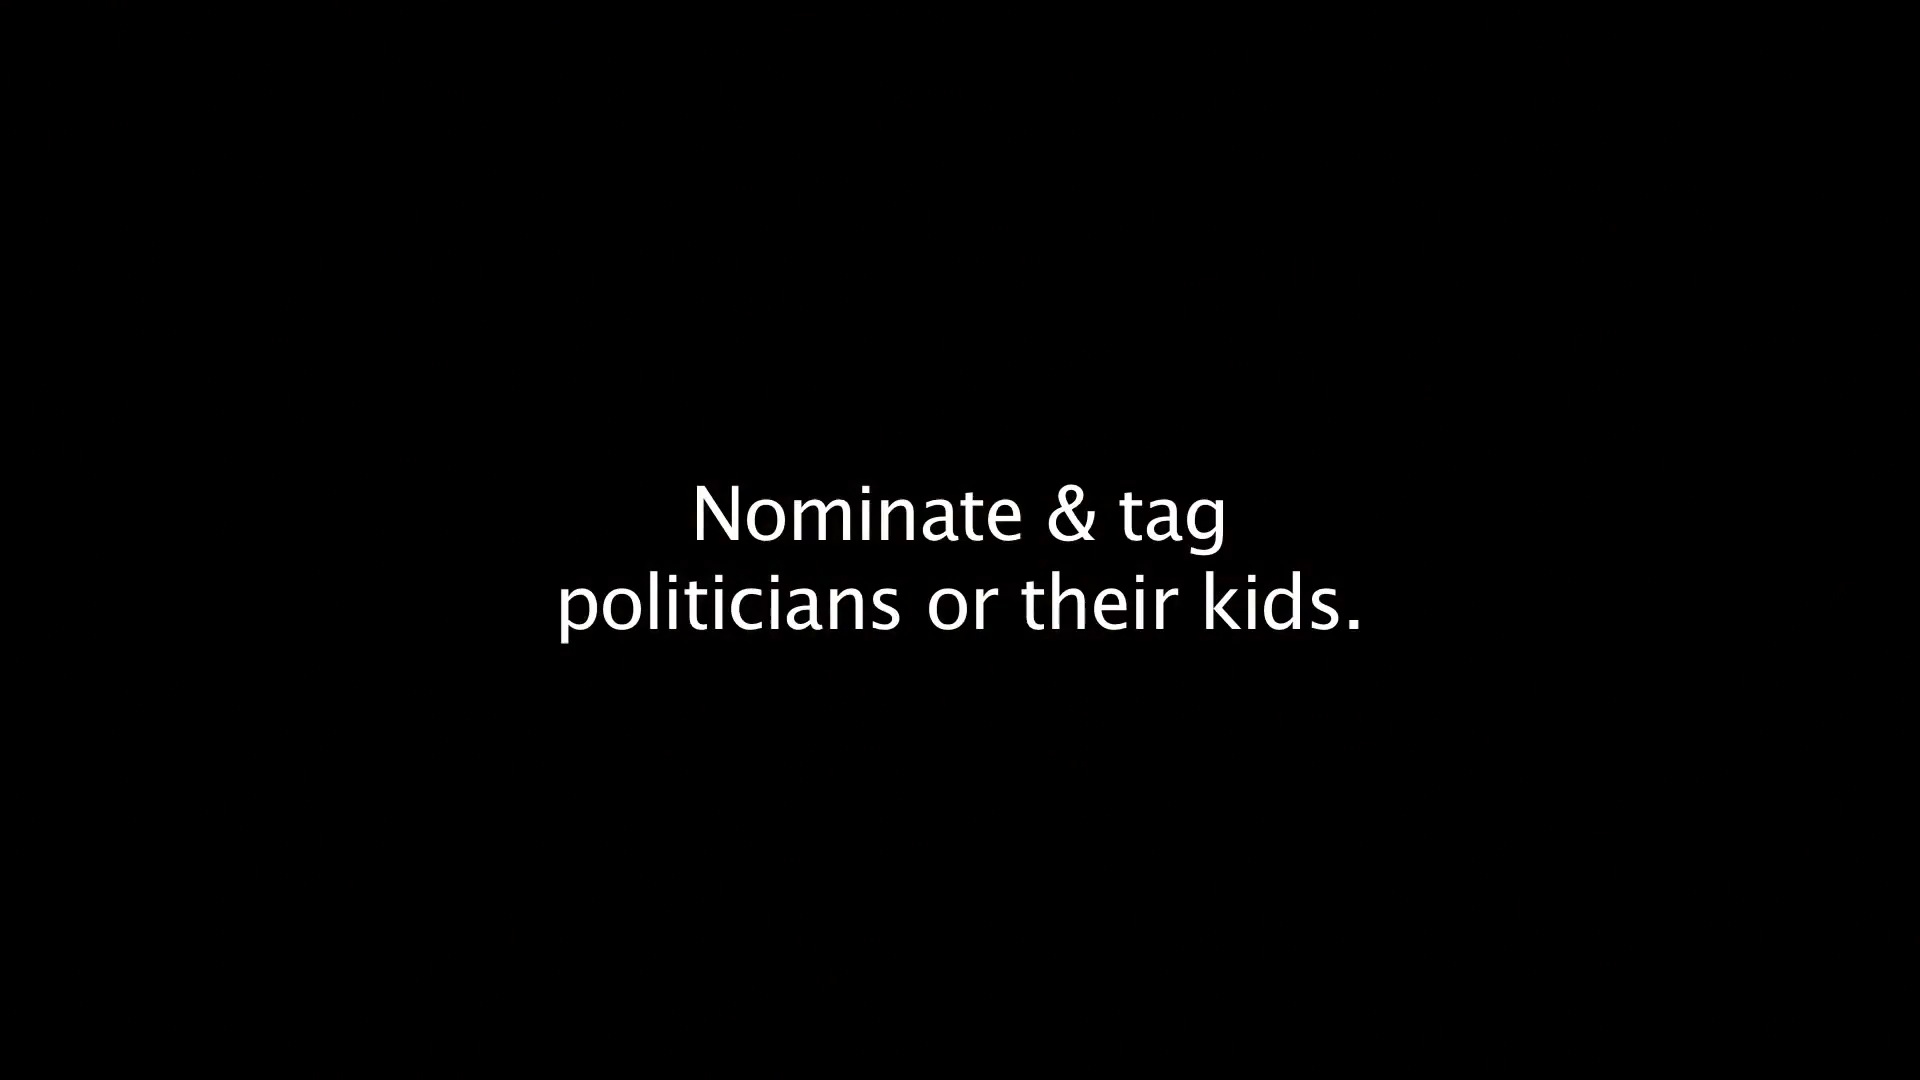 Nominate & tag
politicians or their kids.